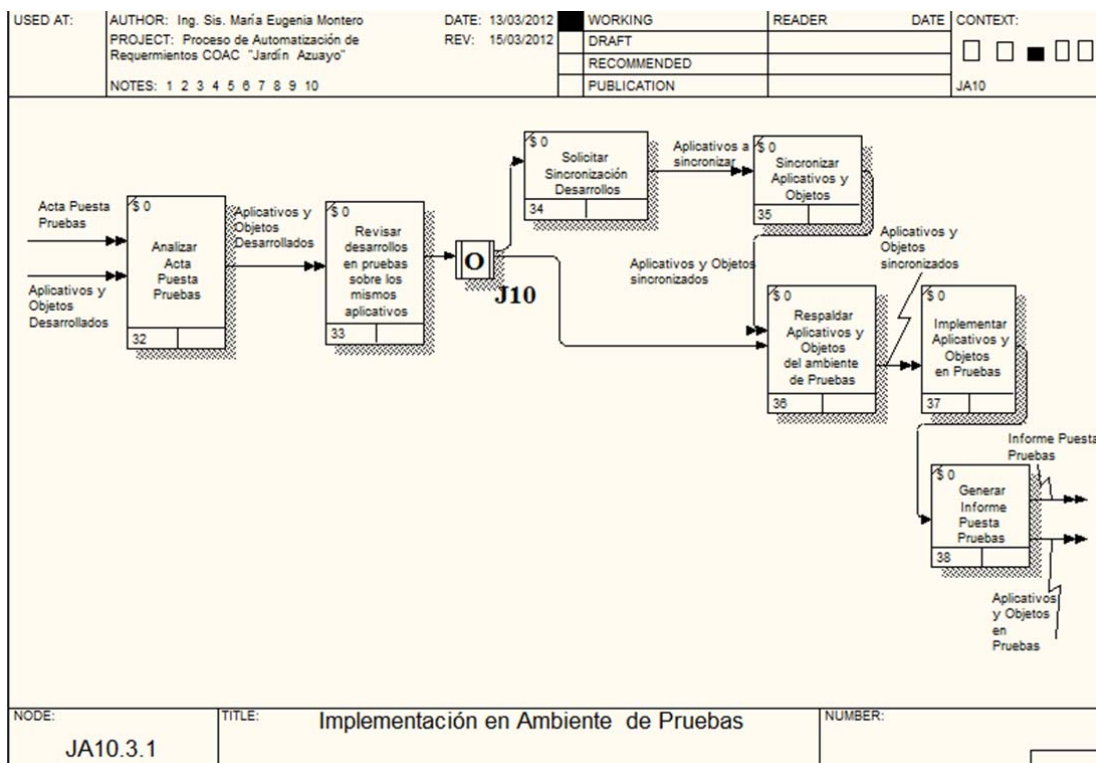 USED AT:
AUTHOR: Ing. Sis. María Eugenia Montero
DATE: 13/03/2012
PROJECT: Proceso de Automatización de
REV: 15/03/2012
Requermientos COAC "Jardín Azuayo"
NOTES: 1 2 3 4 5 6 7 8 9 10
WORKING
DRAFT
RECOMMENDED
PUBLICATION
READER
DATE
CONTEXT:
JA10
Acta Puesta
Pruebas
Aplicativos y
Objetos
Desarrollados
$ 0
Analizar
Acta
Puesta
Pruebas
32
Aplicativos y
Objetos
Desarrollados
$ 0
Revisar
desarrollos
en pruebas
sobre los
mismos
aplicativos
33
O
J10
$ 0
Solicitar
Sincronización
Desarrollos
34
Aplicativos a
sincronizar
$ 0
Sincronizar
Aplicativos y
Objetos
35
Aplicativos y Objetos
sincronizados
$ 0
Respaldar
Aplicativos y
Objetos
del ambiente
de Pruebas
36
Aplicativos y
Objetos
sincronizados
$ 0
Implementar
Aplicativos y
Objetos
en Pruebas
37
Informe Puesta
Pruebas
$ 0
Generar
Informe
Puesta
Pruebas
38
Aplicativos
y Objetos
en
Pruebas
NODE:
JA10.3.1
TITLE:
Implementación en Ambiente de Pruebas
NUMBER: